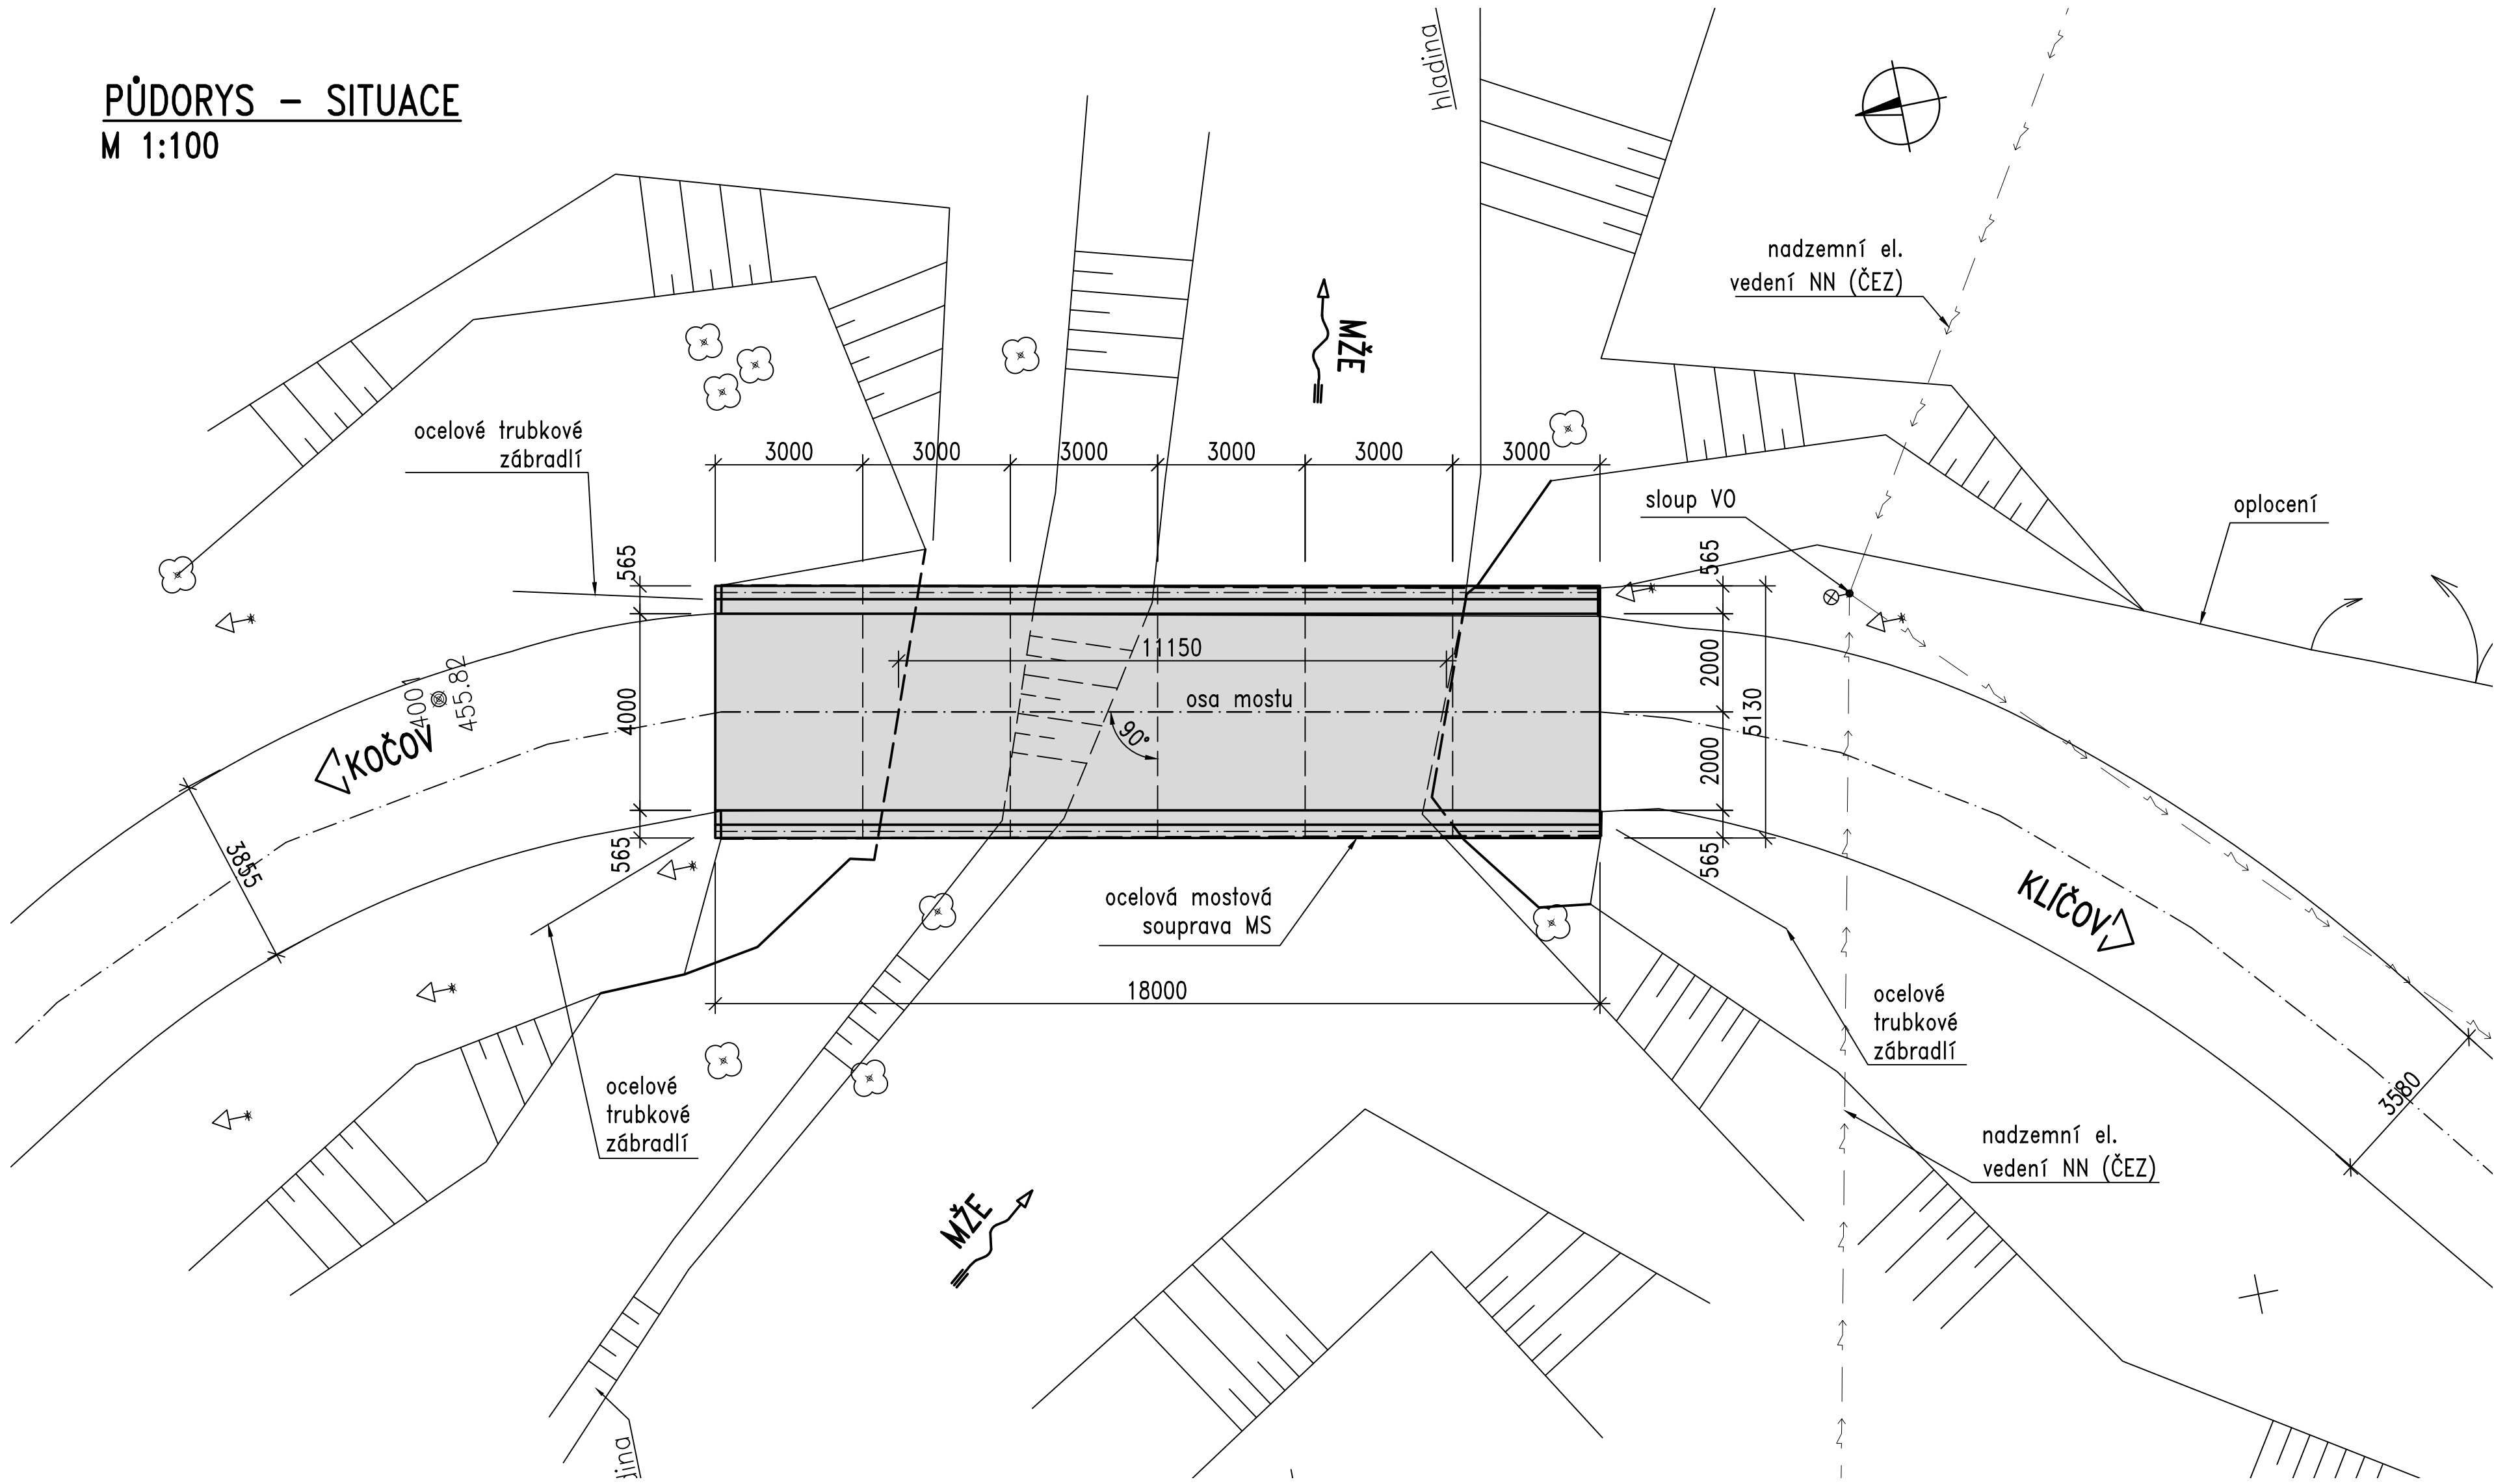 PŮDORYS – SITUACE
M 1:100
hladina
MŽE
nadzemní el.
vedení NN (ČEZ)
ocelové trubkové
zábradlí
3000
3000
3000
3000
3000
3000
sloup VO
oplocení
565
565
11150
osa mostu
90°
4000
2000
2000
5130
4001
455.82
KOČOV
3855
565
565
ocelová mostová
souprava MS
18000
KLÍČOV
ocelové
trubkové
zábradlí
3580
ocelové
trubkové
zábradlí
nadzemní el.
vedení NN (ČEZ)
MŽE